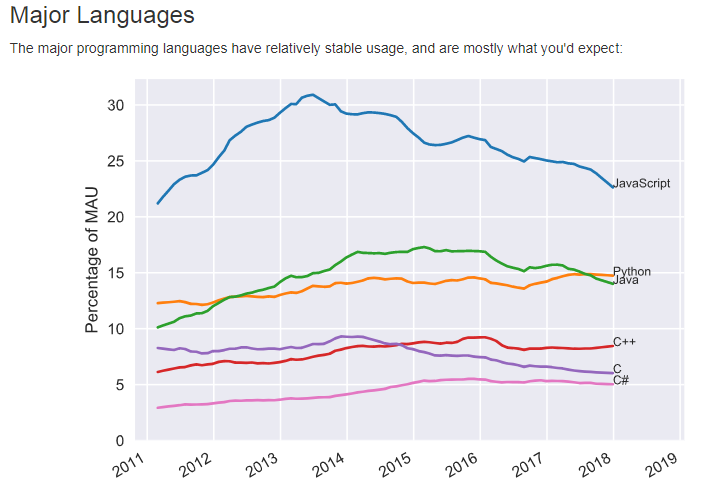 Major Languages
The major programming languages have relatively stable usage, and are mostly what you'd expect:
Percentage of MAU
30
25
20
15
10
5
0
JavaScript
Python
Java
C++
C
C#
2011
2012
2013
2014
2015
2016
2017
2018
2019